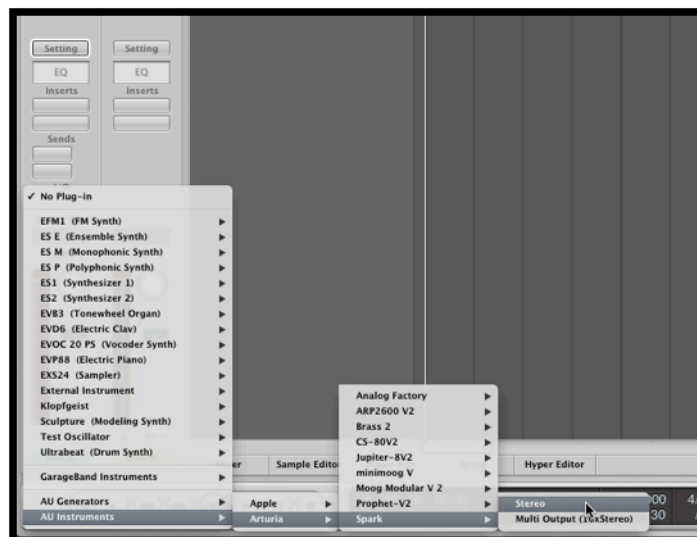 Setting
Setting
EQ
EQ
Inserts
Inserts
Sends
✓ No Plug-in
EFM1 (FM Synth)
ES E (Ensemble Synth)
ES M (Monophonic Synth)
ES P (Polyphonic Synth)
ES1 (Synthesizer 1)
ES2 (Synthesizer 2)
EVB3 (Tonewheel Organ)
EVD6 (Electric Clav)
EVOC 20 PS (Vocoder Synth)
EVP88 (Electric Piano)
EXS24 (Sampler)
External Instrument
Klopfgeist
Sculpture (Modeling Synth)
Test Oscillator
Ultrabeat (Drum Synth)
GarageBand Instruments
AU Generators
AU Instruments
Apple
Arturia
Analog Factory
ARP2600 V2
Brass 2
CS-80V2
Jupiter-8V2
minimoog V
Moog Modular V 2
Prophet-V2
Spark
Stereo
Multi Output (16xStereo)
Sample Editor
Hyper Editor